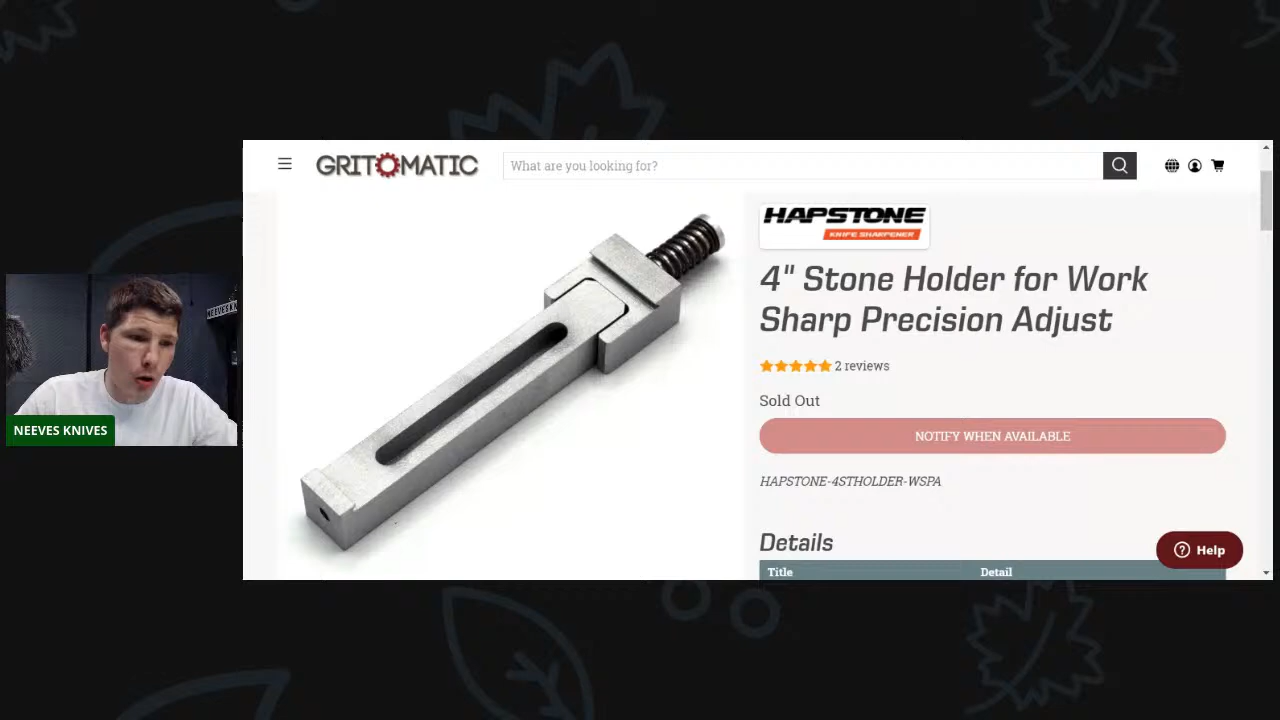 GRITOMATIC
What are you looking for?
HAPSTONE
KNIFE SHARPENER
4" Stone Holder for Work
Sharp Precision Adjust
2 reviews
Sold Out
NOTIFY WHEN AVAILABLE
HAPSTONE-4STHOLDER-WSPA
Details
Help
Title Detail
NEEVES KNIVES